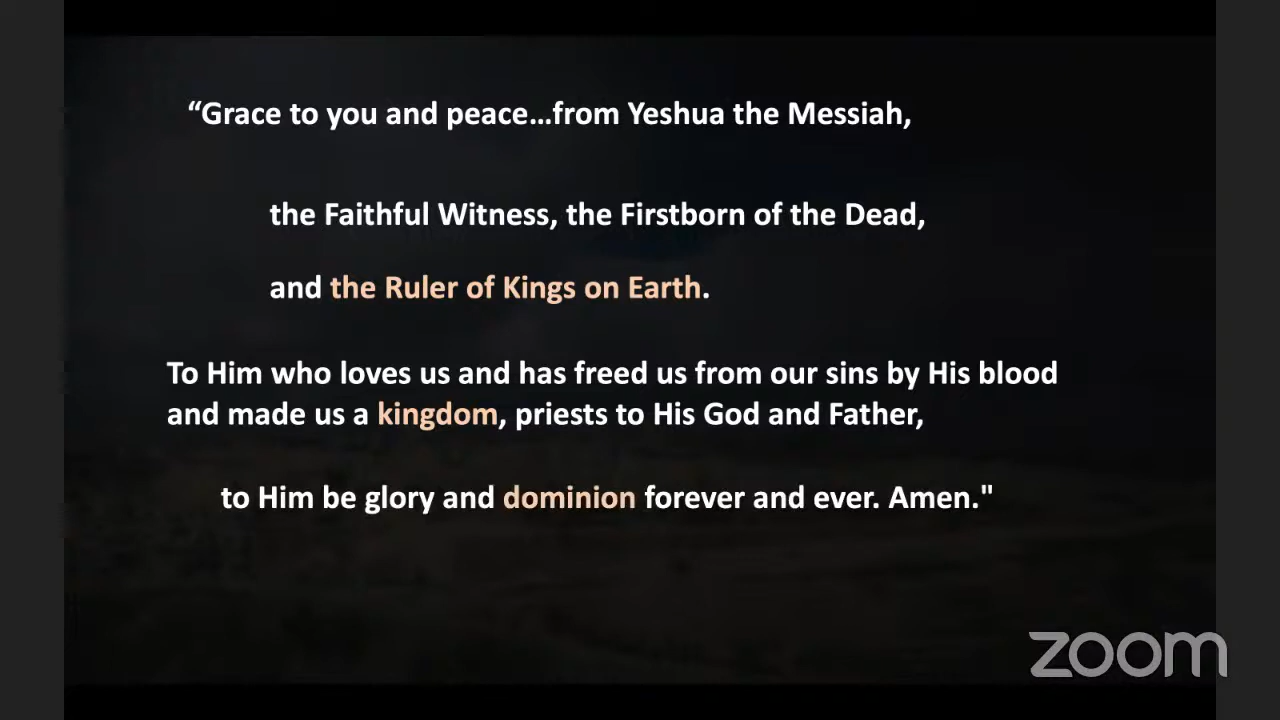 “Grace to you and peace...from Yeshua the Messiah,
the Faithful Witness, the Firstborn of the Dead,
and the Ruler of Kings on Earth.
To Him who loves us and has freed us from our sins by His blood
and made us a kingdom, priests to His God and Father,
to Him be glory and dominion forever and ever. Amen."
zoom